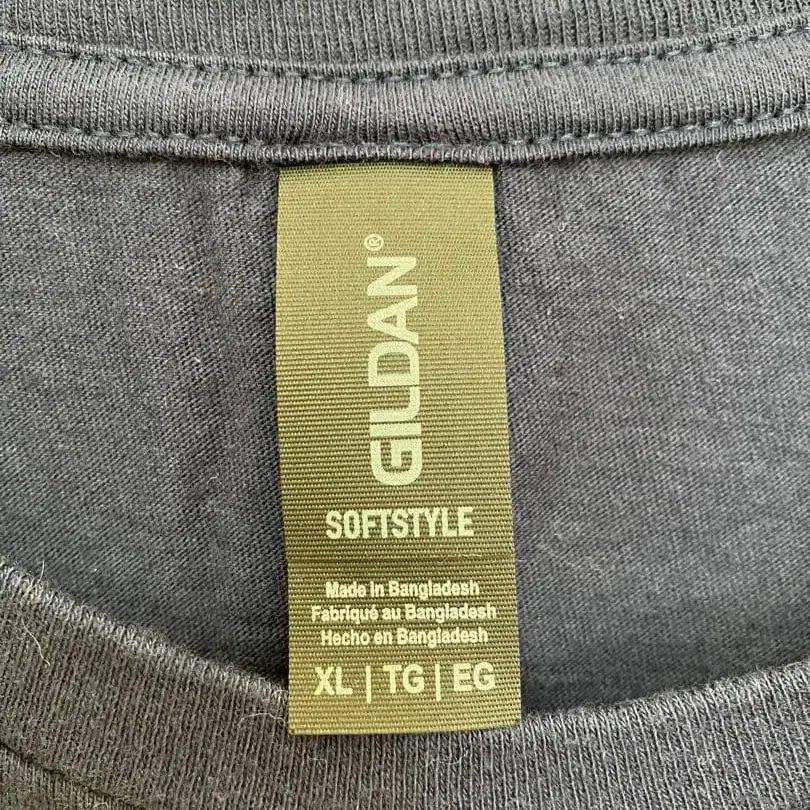 GILDAN®
SOFTSTYLE
Made in Bangladesh
Fabriqué au Bangladesh
Hecho en Bangladesh
XL | TG | EG